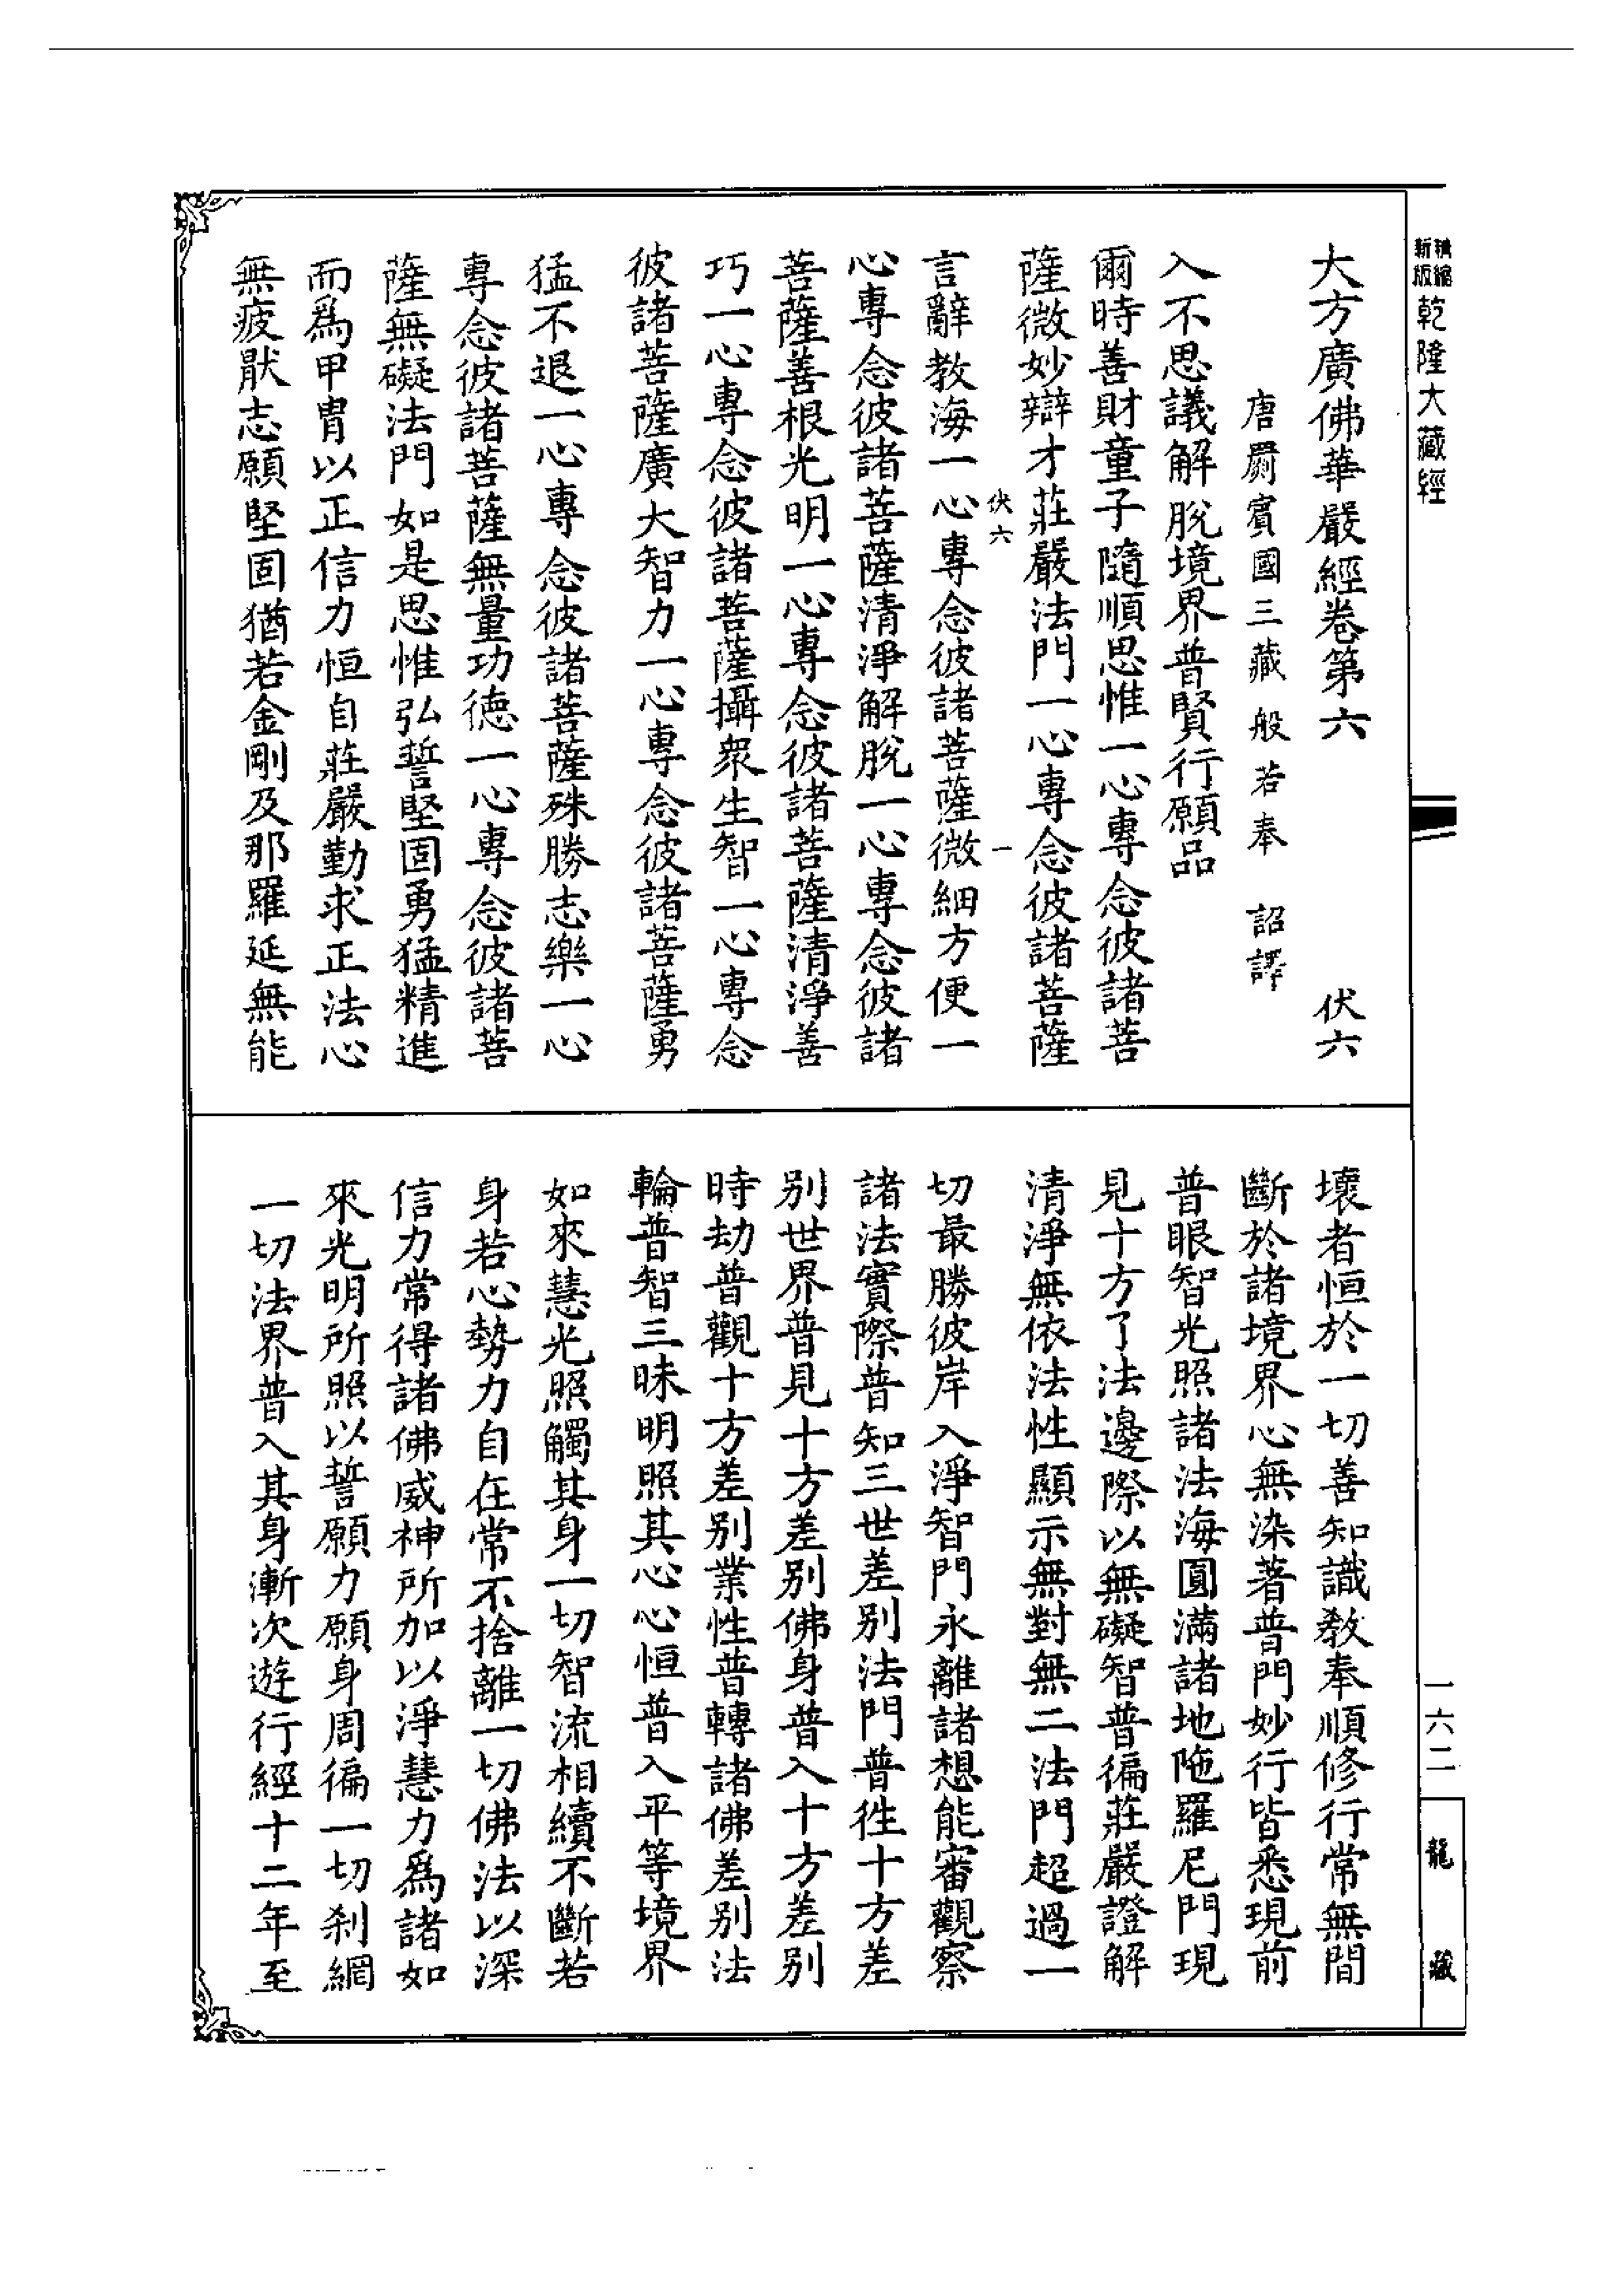 精縮新版乾隆大藏經
大方廣佛華嚴經卷第六 伏六
唐罽賓國三藏般若奉 詔譯
入不思議解脫境界普賢行願品
爾時善財童子隨順思惟一心專念彼諸菩
薩微妙辯才莊嚴法門一心專念彼諸菩薩
伏六 一
言辭教海一心專念彼諸菩薩微細方便一
心專念彼諸菩薩清淨解脫一心專念彼諸
菩薩善根光明一心專念彼諸菩薩清淨善
巧一心專念彼諸菩薩攝衆生智一心專念
彼諸菩薩廣大智力一心專念彼諸菩薩勇
猛不退一心專念彼諸菩薩殊勝志樂一心
專念彼諸菩薩無量功德一心專念彼諸菩
薩無礙法門如是思惟弘誓堅固勇猛精進
而爲甲冑以正信力恒自莊嚴勤求正法心
無疲猒志願堅固猶若金剛及那羅延無能
壞者恒於一切善知識教奉順修行常無間
斷於諸境界心無染著普門妙行皆悉現前
普眼智光照諸法海圓滿諸地陁羅尼門現
見十方了法邊際以無礙智普徧莊嚴證解
清淨無依法性顯示無對無二法門超過一
切最勝彼岸入淨智門永離諸想能審觀察
諸法實際普知三世差別法門普徃十方差
別世界普見十方差別佛身普入十方差別
時劫普觀十方差別業性普轉諸佛差別法
輪普智三昧明照其心心恒普入平等境界
如來慧光照觸其身一切智流相續不斷若
身若心勢力自在常不捨離一切佛法以深
信力常得諸佛威神所加以淨慧力爲諸如
來光明所照以誓願力願身周徧一切刹網
一切法界普入其身漸次遊行經十二年至
一六二
龍藏